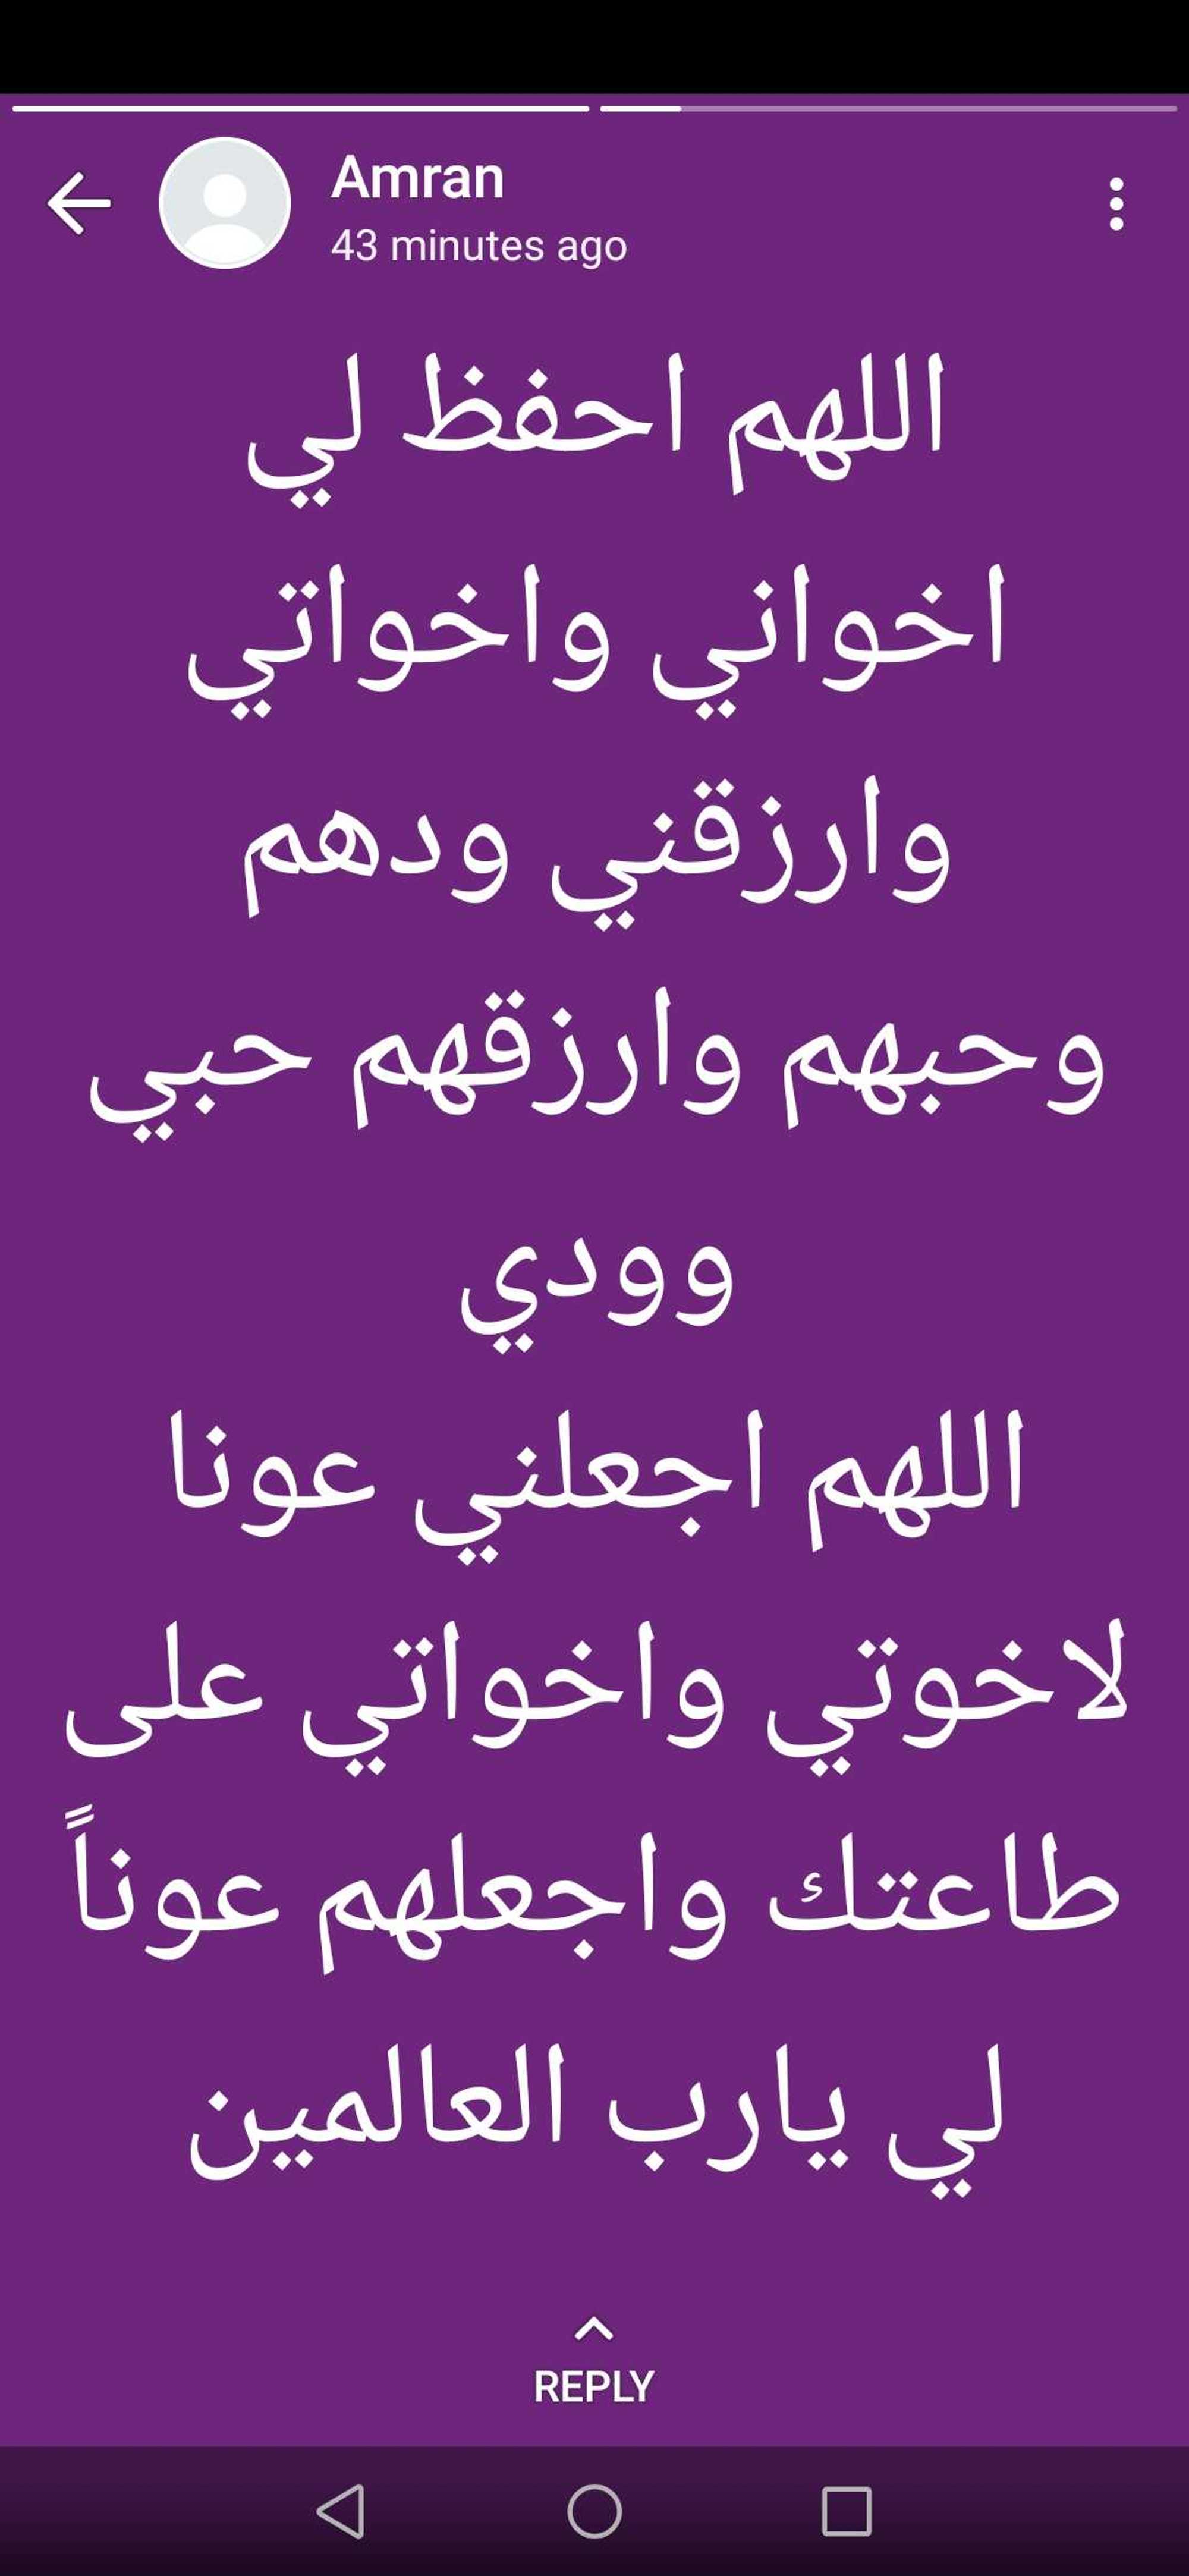 Amran
43 minutes ago
اللهم احفظ لي
اخواني واخواتي
وارزقني ودهم
وحبهم وارزقهم حبي
وودي
اللهم اجعلني عونا
لاخوتي واخواتي على
طاعتك واجعلهم عوناً
لي يارب العالمين
REPLY